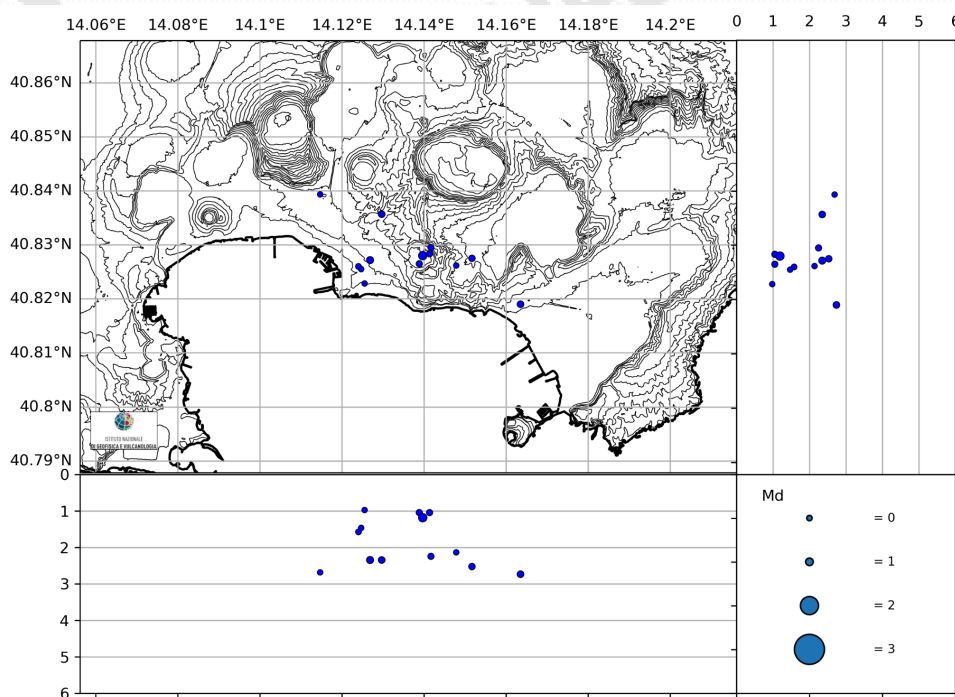 14.06°E 14.08°E 14.1°E 14.12°E 14.14°E 14.16°E 14.18°E 14.2°E 0 1 2 3 4 5 6
40.86°N
40.85°N
40.84°N
40.83°N
40.82°N
40.81°N
40.8°N
40.79°N
ISTITUTO NAZIONALE
DI GEOFISICA E VULCANOLOGIA
0
1
2
3
4
5
6
Md
= 0
= 1
= 2
= 3